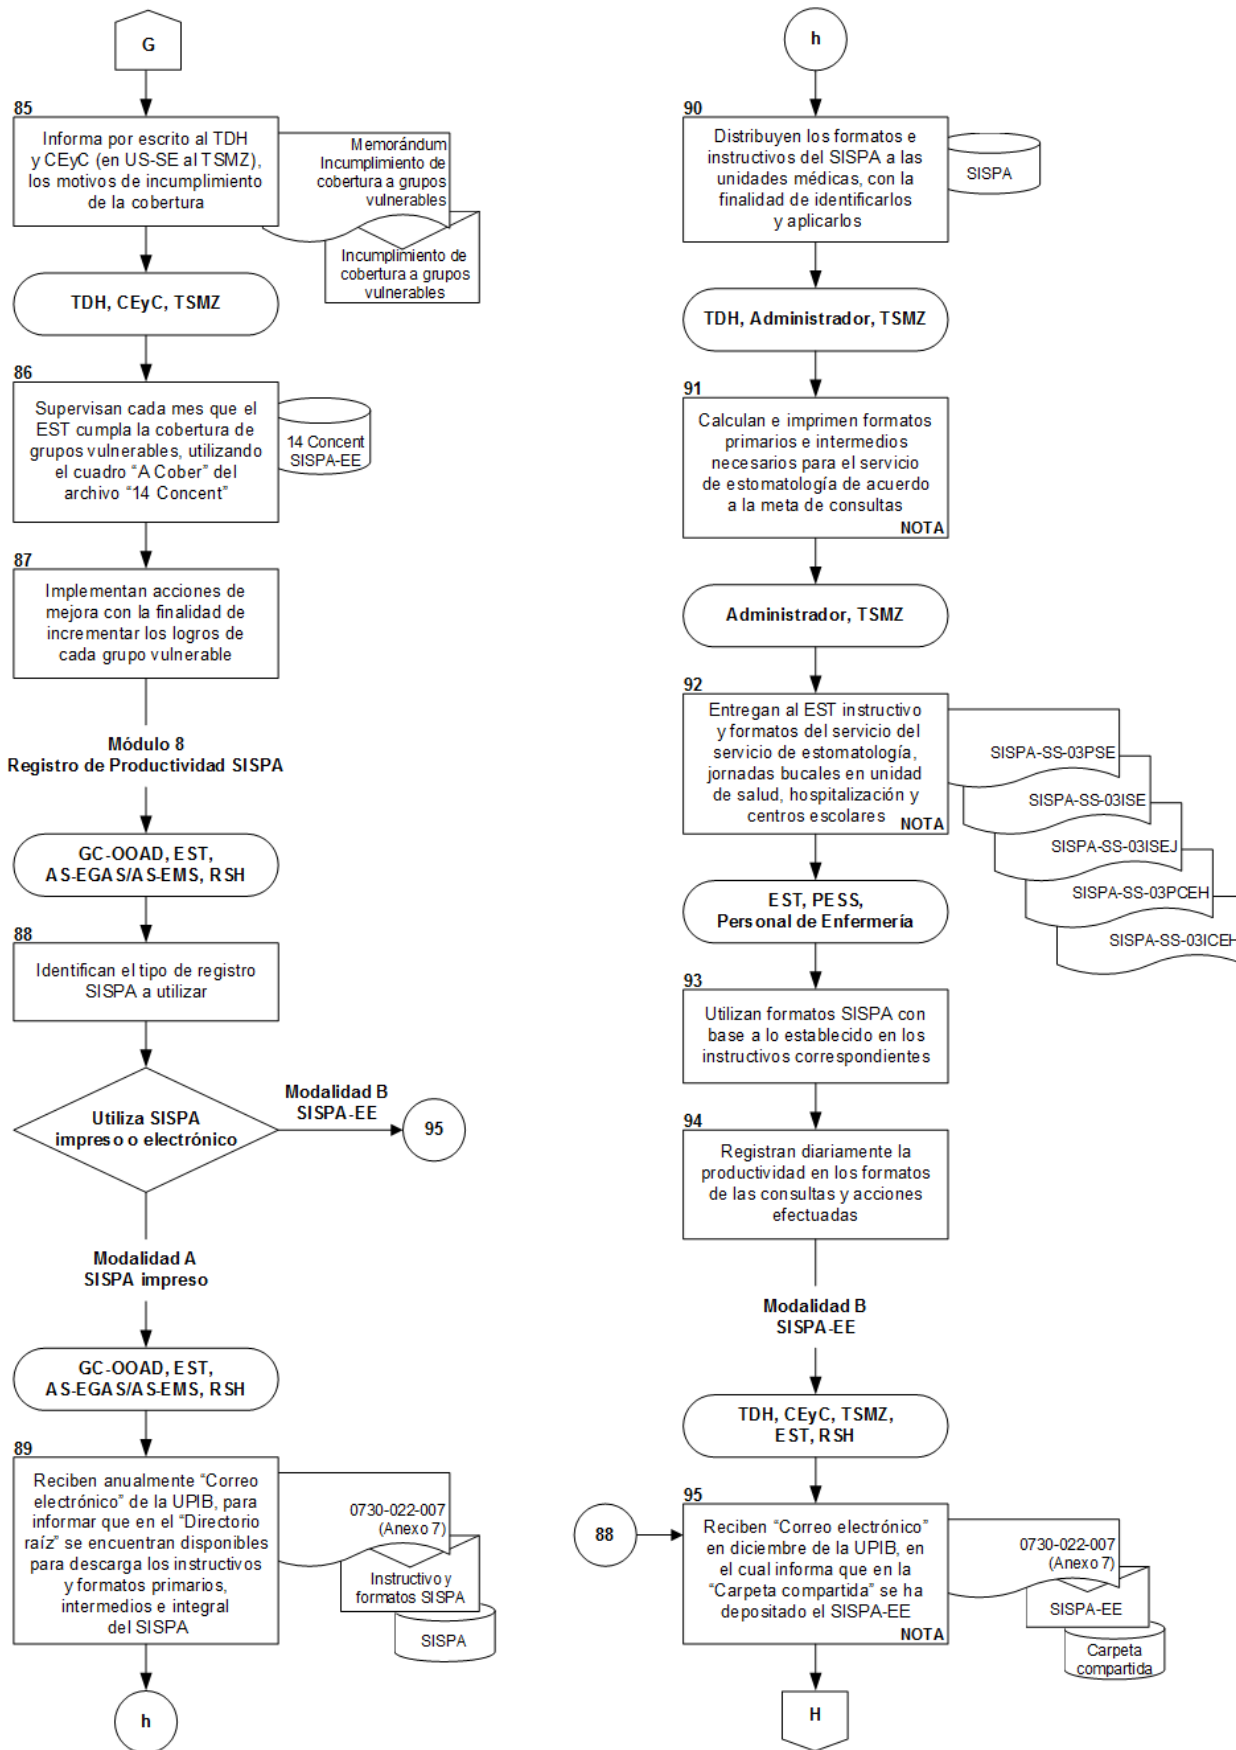 G
85
Informa por escrito al TDH
y CEyC (en US-SE al TSMZ),
los motivos de incumplimiento
de la cobertura
Memorándum
Incumplimiento de
cobertura a grupos
vulnerables
Incumplimiento de
cobertura a grupos
vulnerables
TDH, CEyC, TSMZ
86
Supervisan cada mes que el
EST cumpla la cobertura de
grupos vulnerables, utilizando
el cuadro “A Cober” del
archivo “14 Concent”
14 Concent
SISPA-EE
87
Implementan acciones de
mejora con la finalidad de
incrementar los logros de
cada grupo vulnerable
Módulo 8
Registro de Productividad SISPA
GC-OOAD, EST,
AS-EGAS/AS-EMS, RSH
88
Identifican el tipo de registro
SISPA a utilizar
Utiliza SISPA
impreso o electrónico
Modalidad B
SISPA-EE
95
Modalidad A
SISPA impreso
GC-OOAD, EST,
AS-EGAS/AS-EMS, RSH
89
Reciben anualmente “Correo
electrónico” de la UPIB, para
informar que en el “Directorio
raíz” se encuentran disponibles
para descarga los instructivos
y formatos primarios,
intermedios e integral
del SISPA
0730-022-007
(Anexo 7)
Instructivo y
formatos SISPA
SISPA
h
h
90
Distribuyen los formatos e
instructivos del SISPA a las
unidades médicas, con la
finalidad de identificarlos
y aplicarlos
SISPA
TDH, Administrador, TSMZ
91
Calculan e imprimen formatos
primarios e intermedios
necesarios para el servicio
de estomatología de acuerdo
a la meta de consultas
NOTA
Administrador, TSMZ
92
Entregan al EST instructivo
y formatos del servicio del
servicio de estomatología,
jornadas bucales en unidad
de salud, hospitalización y
centros escolares
NOTA
SISPA-SS-03PSE
SISPA-SS-03ISE
SISPA-SS-03ISEJ
SISPA-SS-03PCEH
SISPA-SS-03ICEH
EST, PESS,
Personal de Enfermería
93
Utilizan formatos SISPA con
base a lo establecido en los
instructivos correspondientes
94
Registran diariamente la
productividad en los formatos
de las consultas y acciones
efectuadas
Modalidad B
SISPA-EE
TDH, CEyC, TSMZ,
EST, RSH
88
95
Reciben “Correo electrónico”
en diciembre de la UPIB, en
el cual informa que en la
“Carpeta compartida” se ha
depositado el SISPA-EE
NOTA
0730-022-007
(Anexo 7)
SISPA-EE
Carpeta
compartida
H